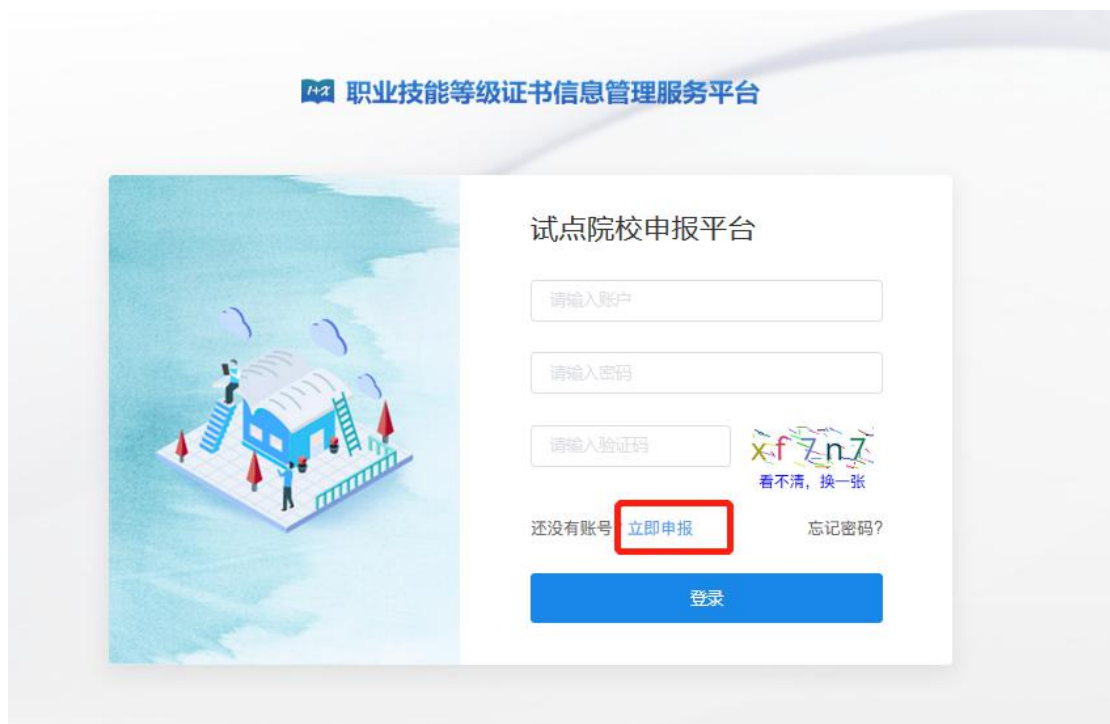 1+X 职业技能等级证书信息管理服务平台
试点院校申报平台
请输入账户
请输入密码
请输入验证码
xf7n7
看不清，换一张
还没有账号？立即申报
忘记密码?
登录